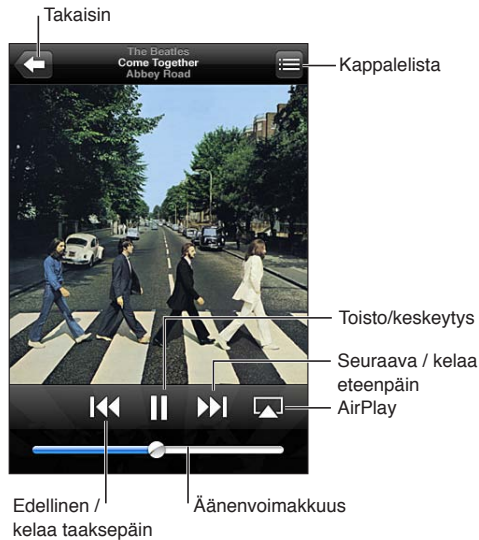 Takaisin
The Beatles
Come Together
Abbey Road
Kappalelista
Toisto/keskeytys
Seuraava / kelaa
eteenpäin
AirPlay
Edellinen /
kelaa taaksepäin
Äänenvoimakkuus